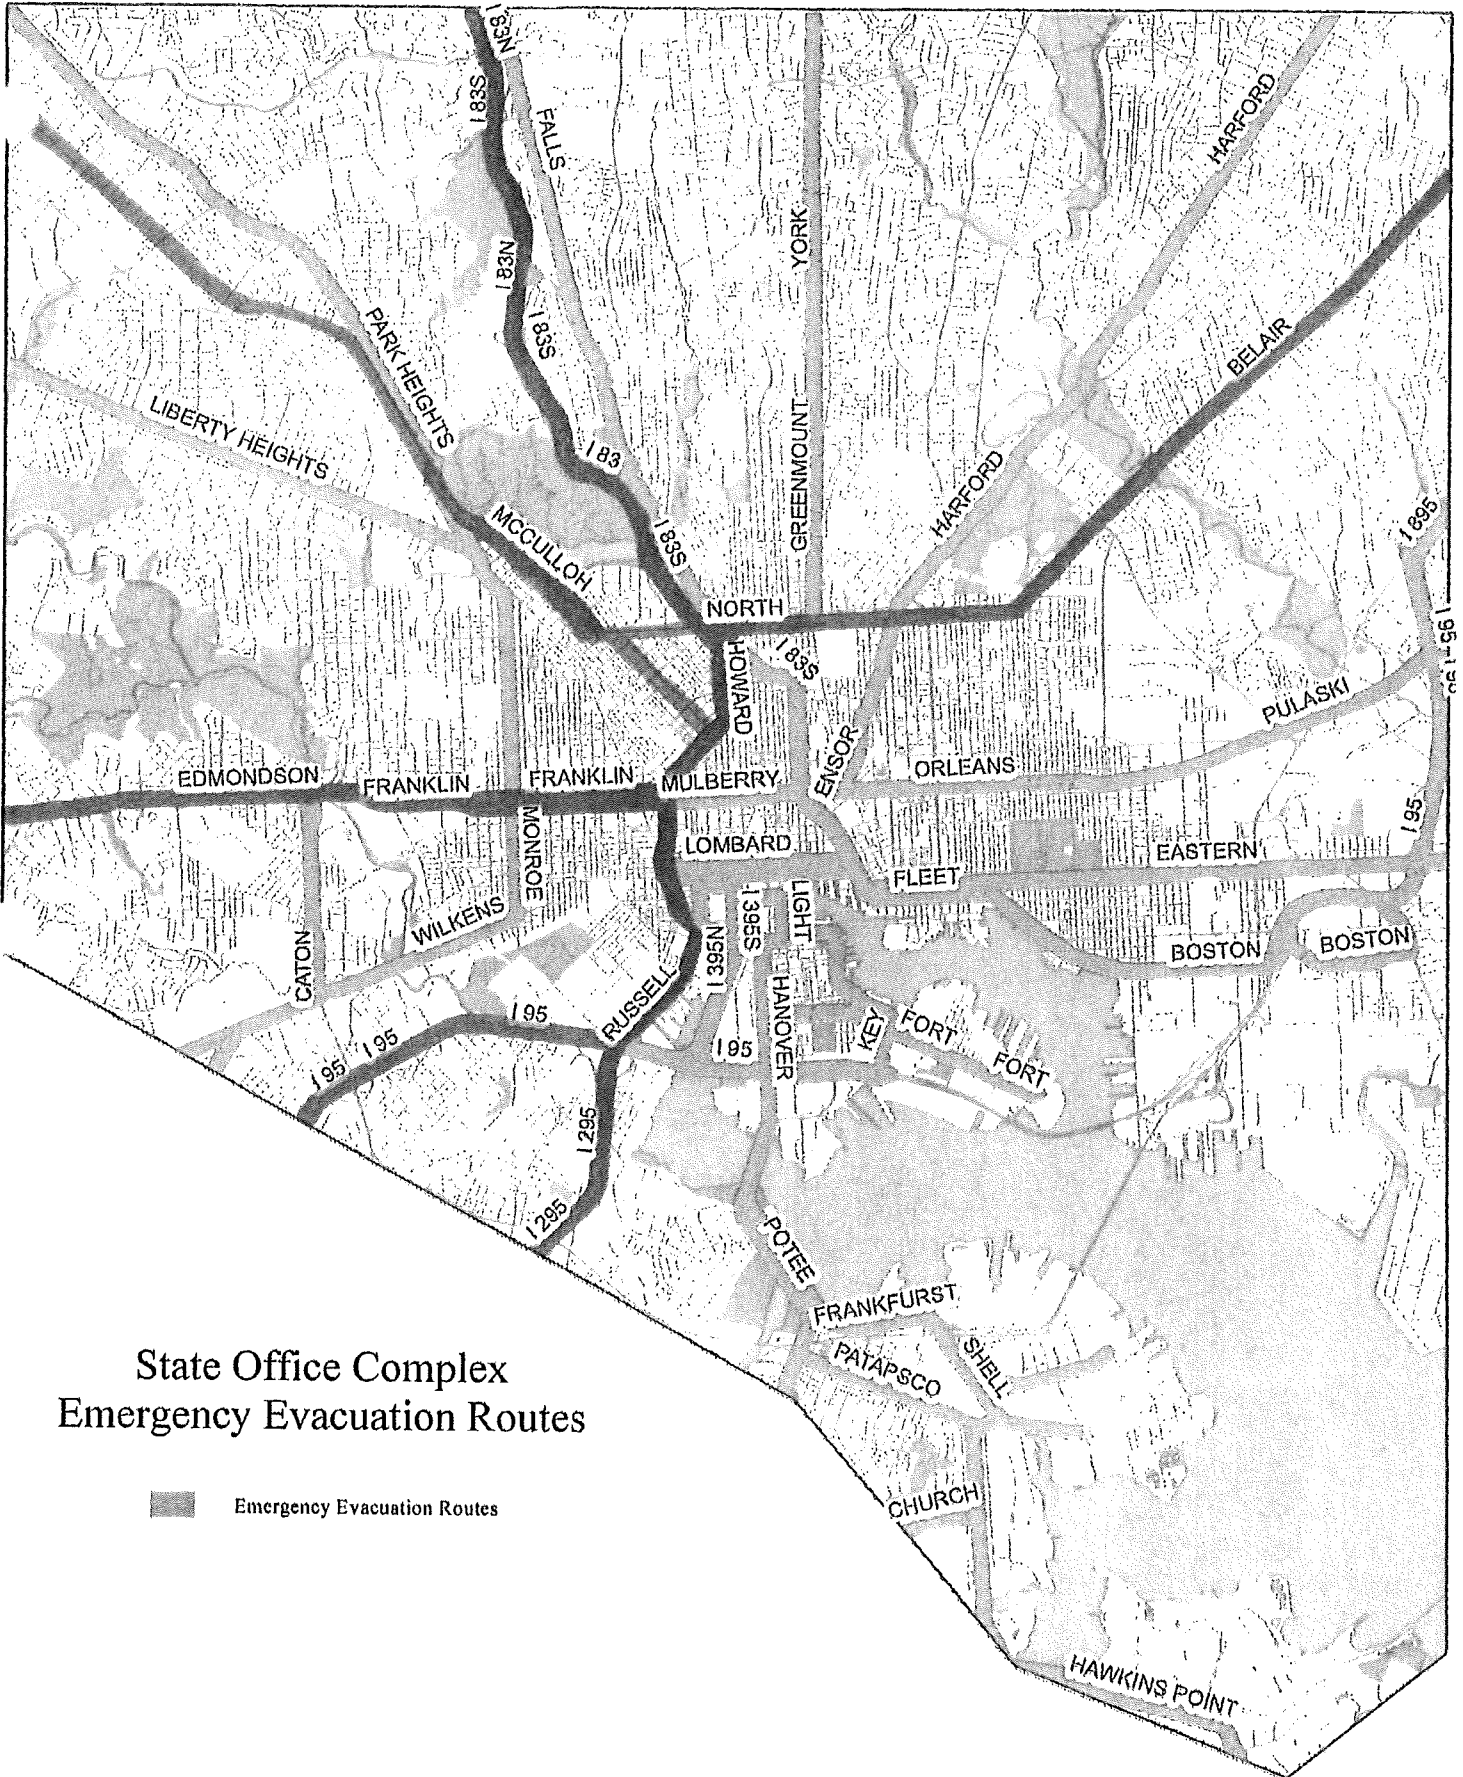 I 83N
I 83S
FALLS
HARFORD
YORK
I 83N
I 83S
PARK HEIGHTS
BELAIR
LIBERTY HEIGHTS
GREENMOUNT
I 83
HARFORD
MCCULLOH
I 83S
I 895
NORTH
I 95-I 95
HOWARD
I 83S
PULASKI
ENSOR
ORLEANS
EDMONDSON
FRANKLIN
FRANKLIN
MULBERRY
I 95
MONROE
LOMBARD
EASTERN
FLEET
LIGHT
I 395S
WILKENS
I 395N
BOSTON
BOSTON
CATON
RUSSELL
HANOVER
I 95
KEY
FORT
I 95
I 95
FORT
I 95
I 295
I 295
POTEE
FRANKFURST
SHELL
PATAPSCO
State Office Complex
Emergency Evacuation Routes
Emergency Evacuation Routes
CHURCH
HAWKINS POINT